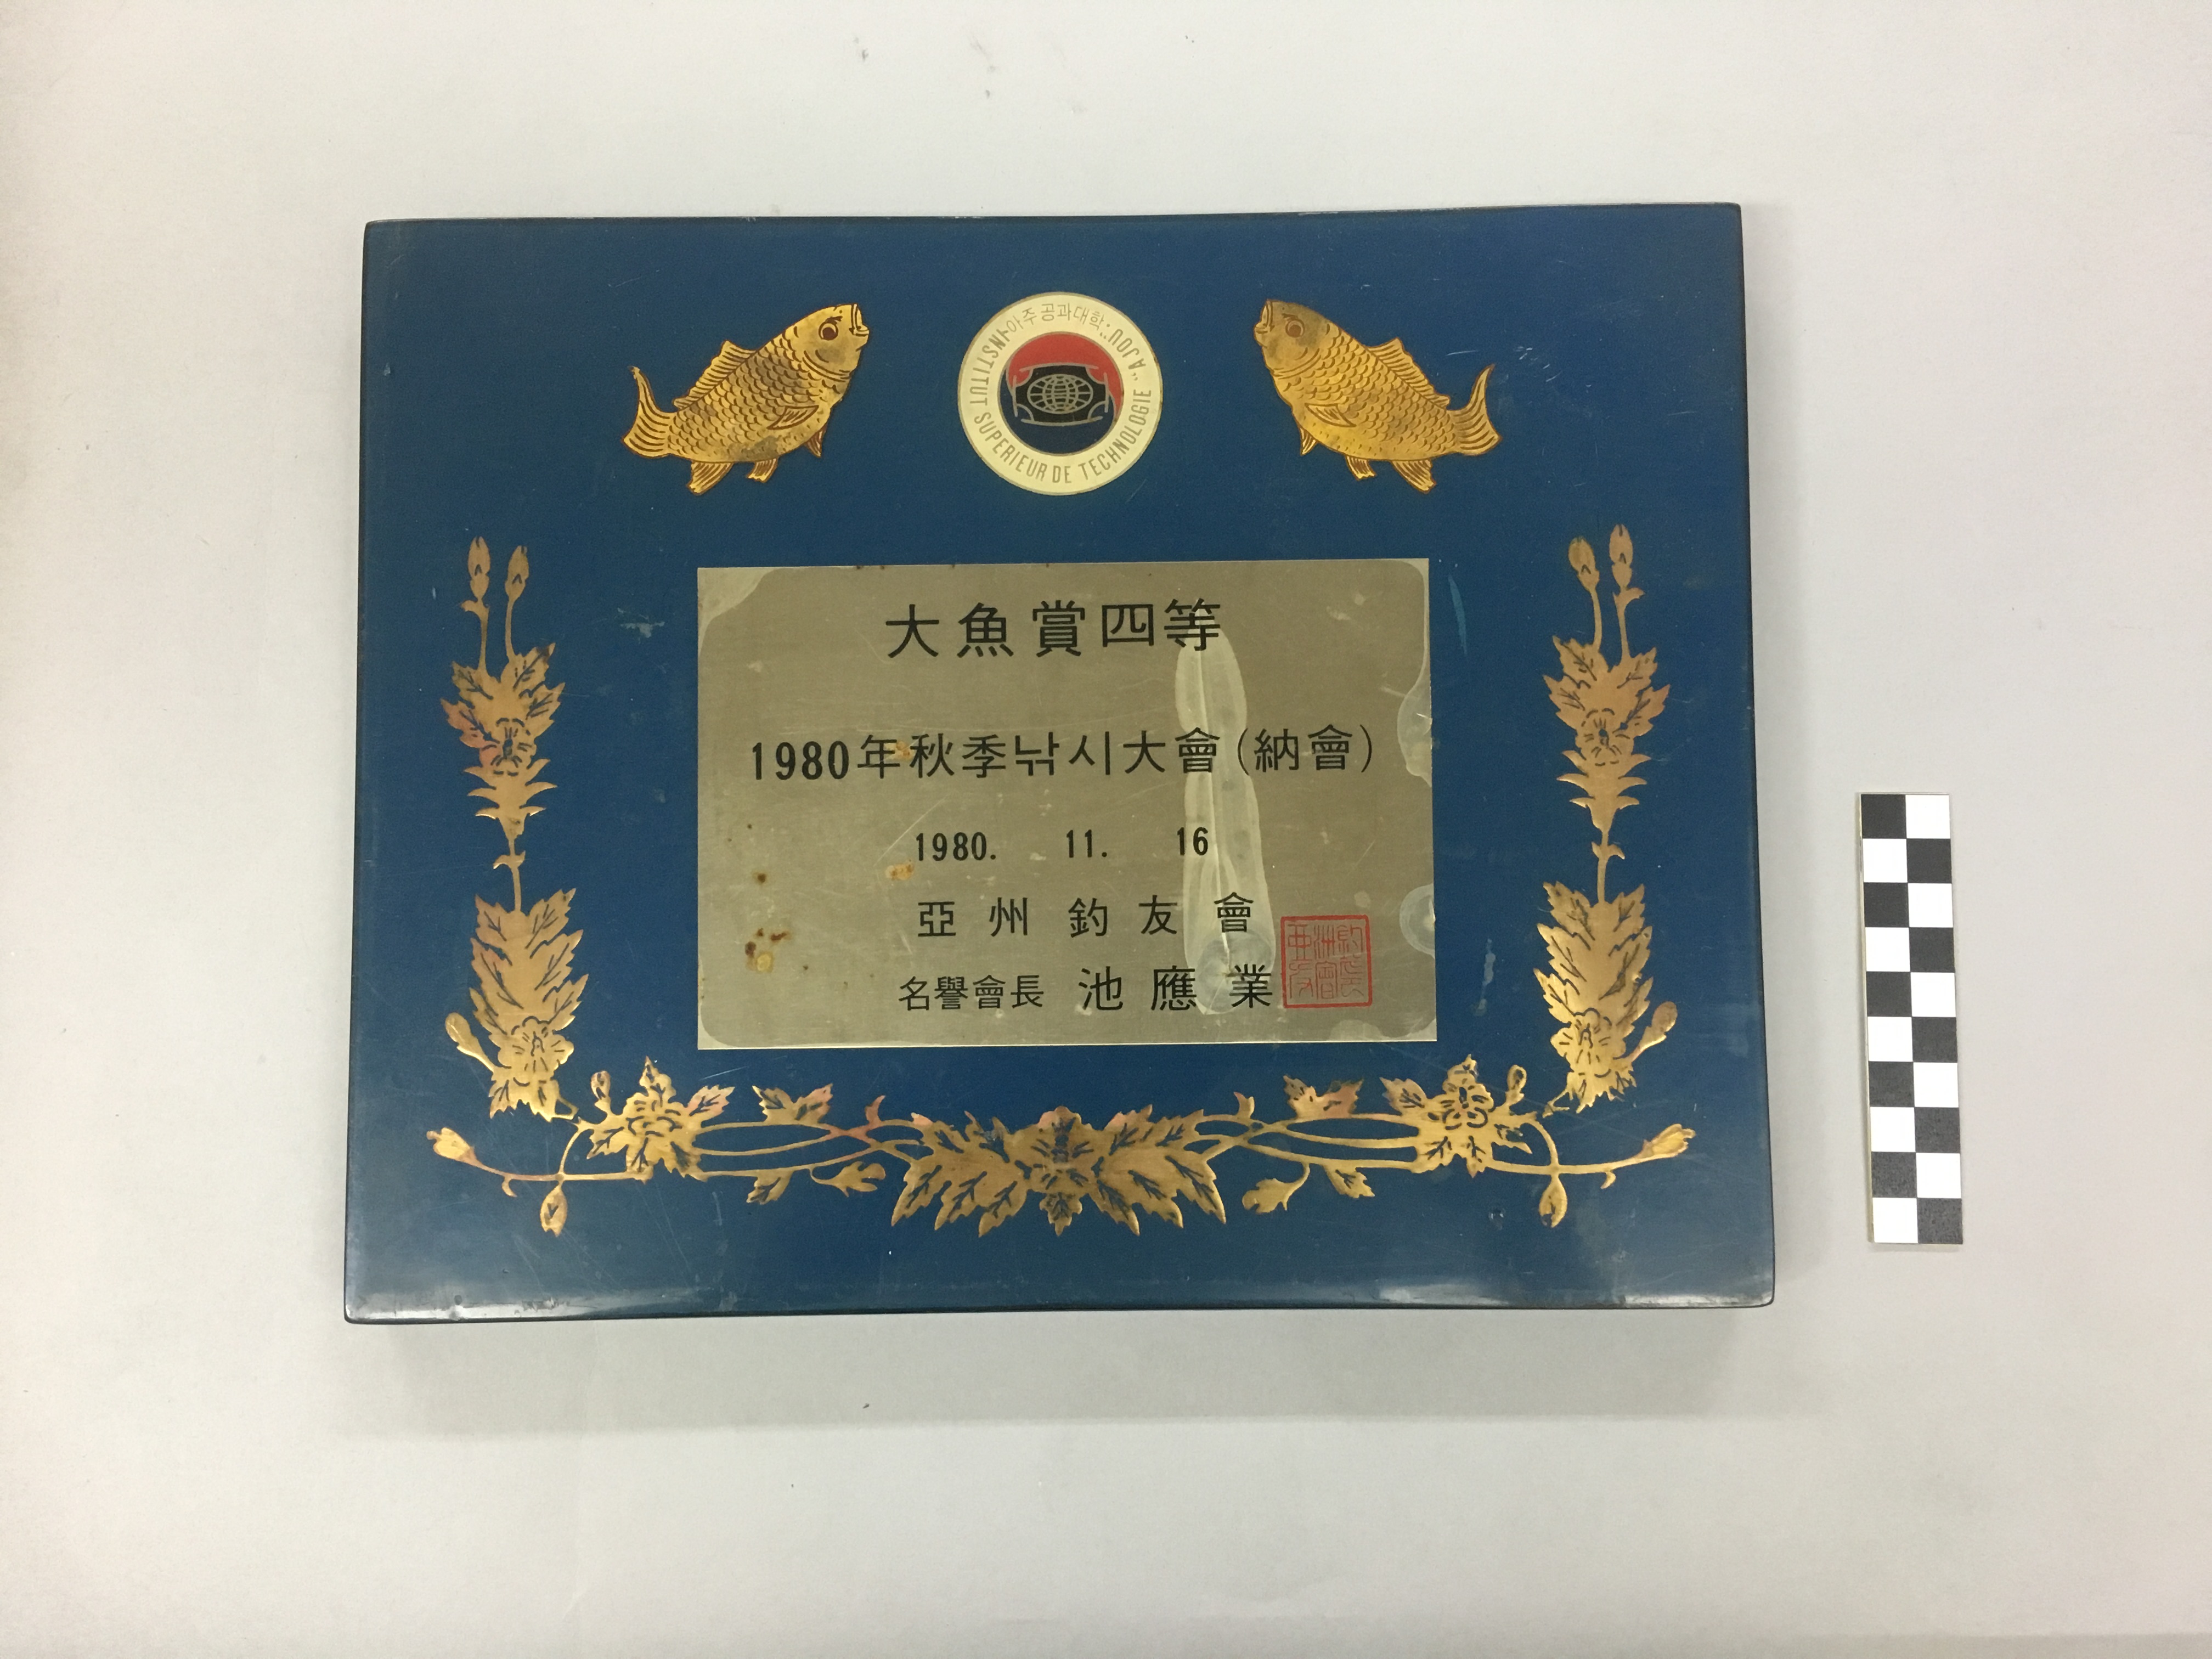 아주공과대학·"AJOU"
INSTITUT SUPERIEUR DE TECHNOLOGIE
大魚賞四等
1980年秋季낚시大會(納會)
1980. 11. 16
亞州釣友會
名譽會長 池應業